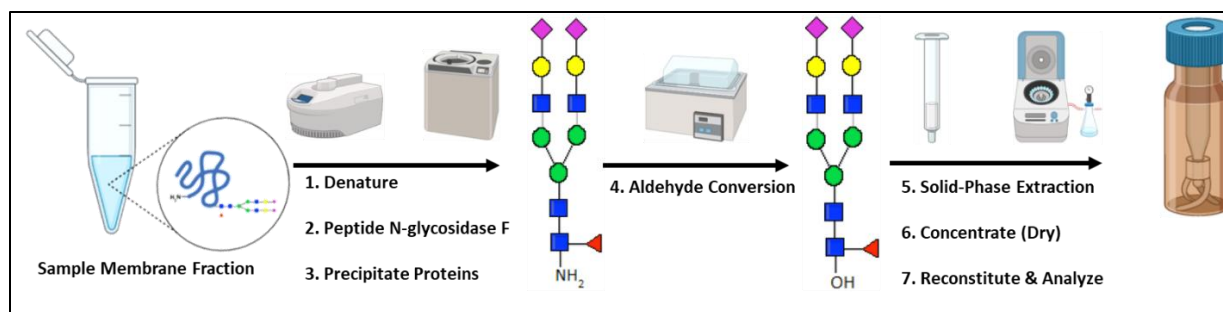 H₂N
Sample Membrane Fraction
1. Denature
2. Peptide N-glycosidase F
3. Precipitate Proteins
NH₂
4. Aldehyde Conversion
OH
5. Solid-Phase Extraction
6. Concentrate (Dry)
7. Reconstitute & Analyze